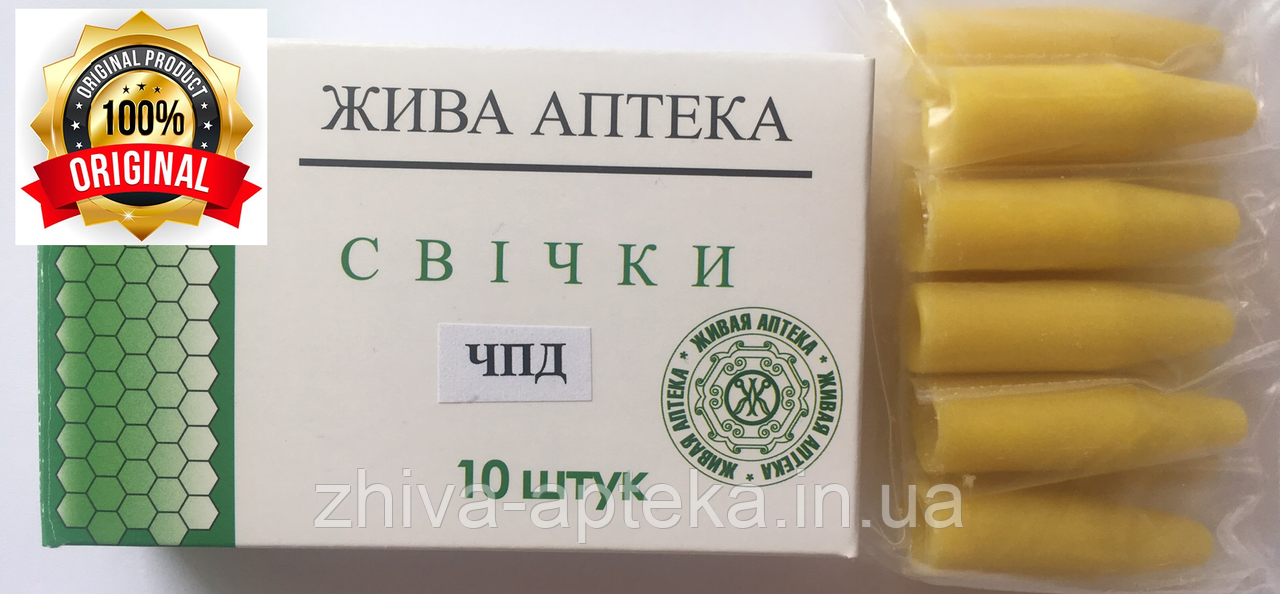 ORIGINAL PRODUCT
100%
ORIGINAL
ЖИВА АПТЕКА
СВІЧКИ
ЧПД
* ЖИВАЯ АПТЕКА * ЖИВАЯ АПТЕКА * ЖИВАЯ АПТЕКА
Ж
10 штук
zhiva-apteka.in.ua